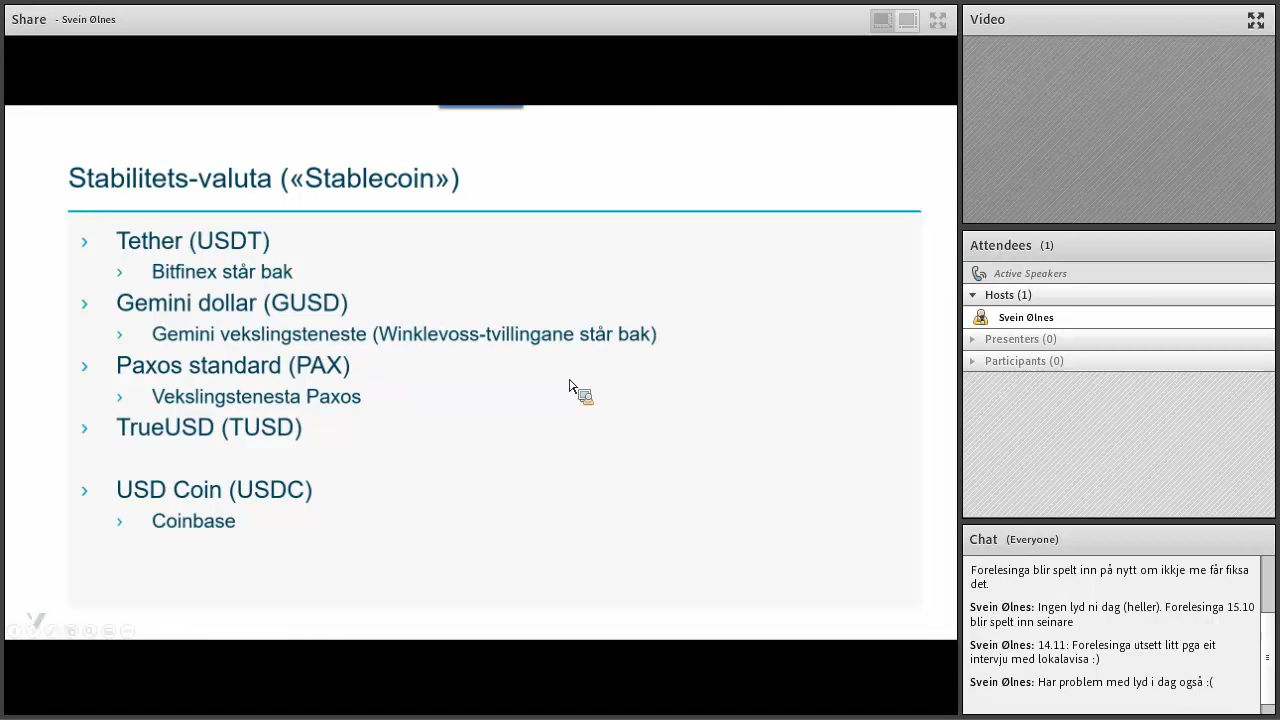 Share - Svein Ølnes
Stabilitets-valuta («Stablecoin»)
› Tether (USDT)
› Bitfinex står bak
› Gemini dollar (GUSD)
› Gemini vekslingsteneste (Winklevoss-tvillingane står bak)
› Paxos standard (PAX)
› Vekslingstenesta Paxos
› TrueUSD (TUSD)
› USD Coin (USDC)
› Coinbase
Video
Attendees (1)
Active Speakers
Hosts (1)
Svein Ølnes
Presenters (0)
Participants (0)
Chat (Everyone)
Forelesinga blir spelt inn på nytt om ikkje me får fiksa
det.
Svein Ølnes: Ingen lyd ni dag (heller). Forelesinga 15.10
blir spelt inn seinare
Svein Ølnes: 14.11: Forelesinga utsett litt pga eit
intervju med lokalavisa :)
Svein Ølnes: Har problem med lyd i dag også :(